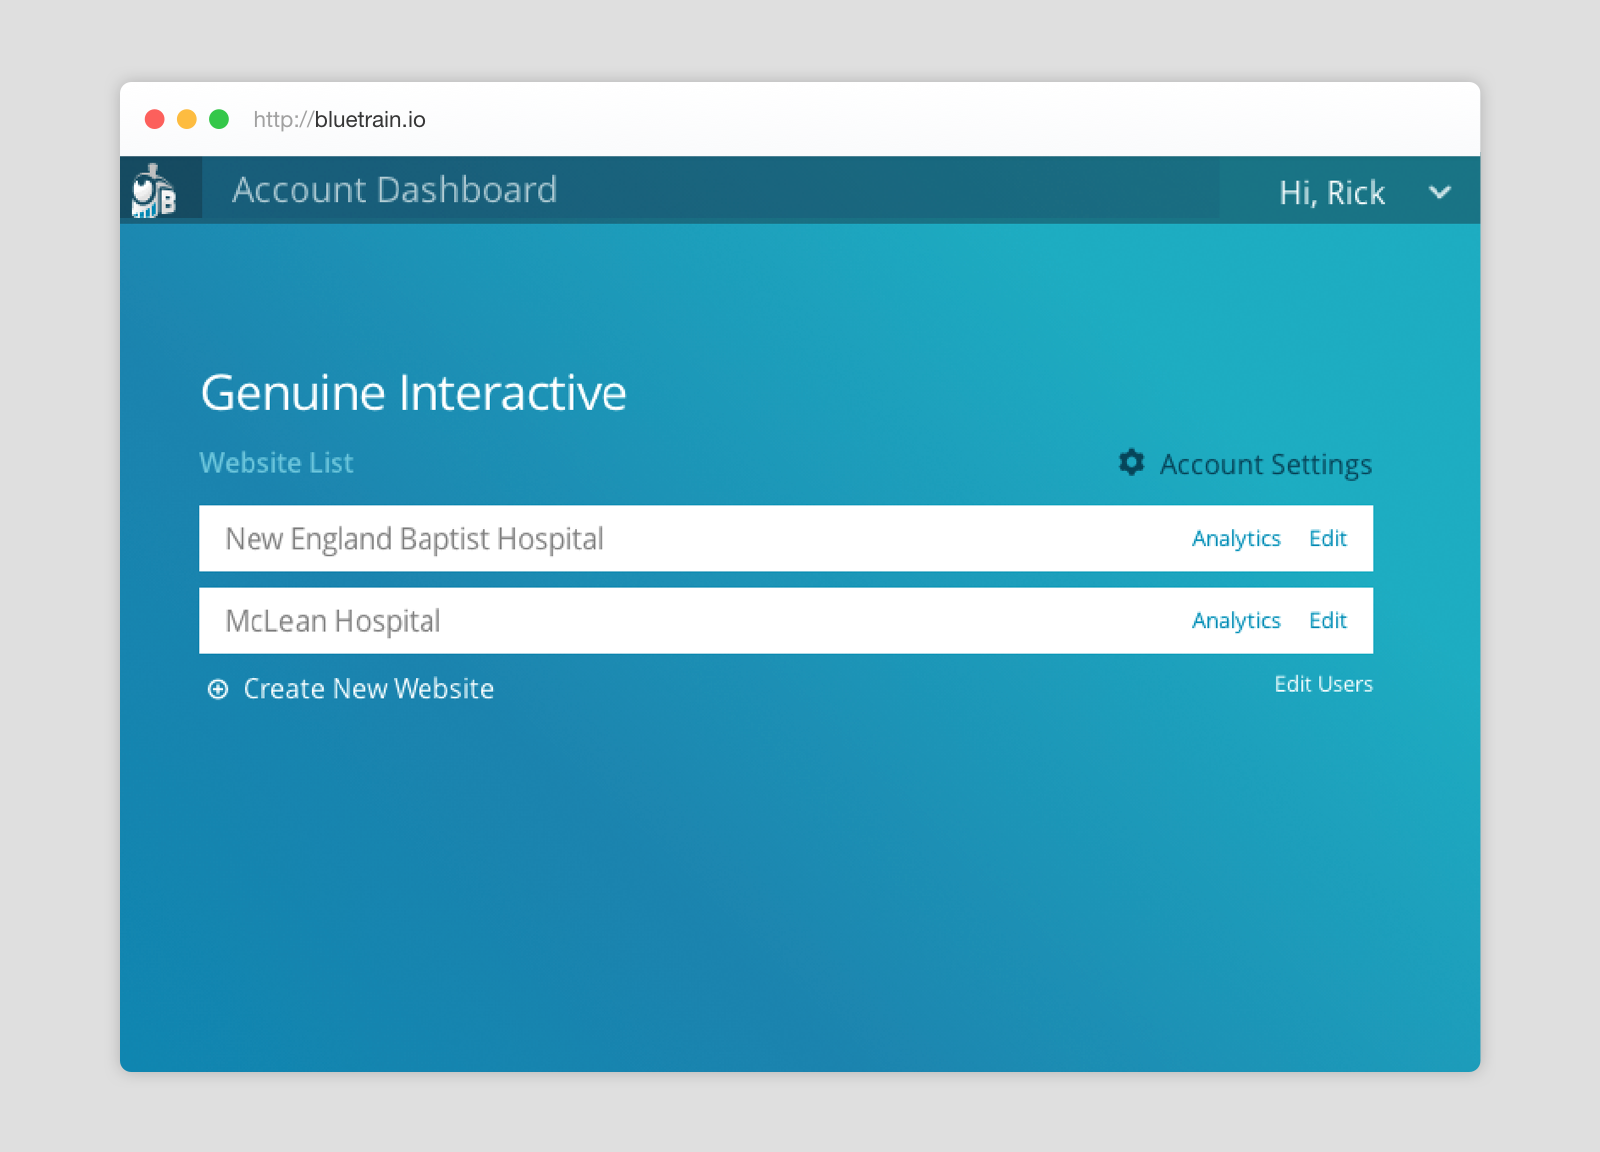 http://bluetrain.io
B
Account Dashboard
Hi, Rick
Genuine Interactive
Website List
Account Settings
New England Baptist Hospital
Analytics
Edit
McLean Hospital
Analytics
Edit
Create New Website
Edit Users